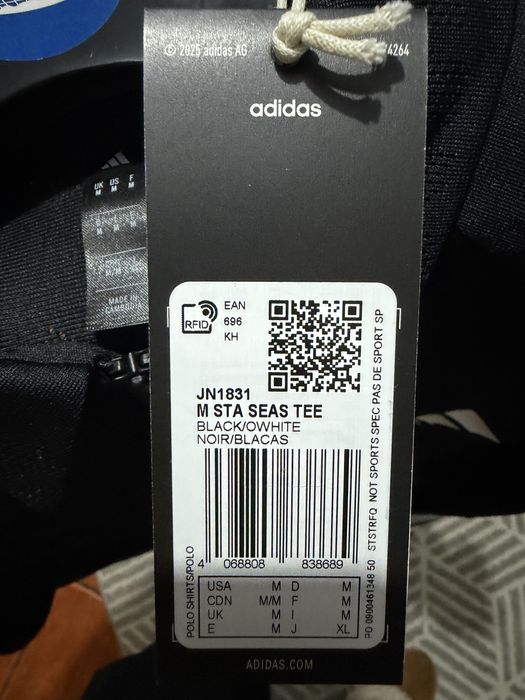 © 2025 adidas AG
4264
adidas
UK US F
M M M
MADE IN
RFID
EAN
696
KH
JN1831
M STA SEAS TEE
BLACK/OWHITE
NOIR/BLACAS
4 068808 838689
USA M D M
CDN M/M F M
UK M I M
E M J XL
POLO SHIRTS/POLO
PO 0900461348 50 STSTRFQ NOT SPORTS SPEC PAS DE SPORT SP
ADIDAS.COM